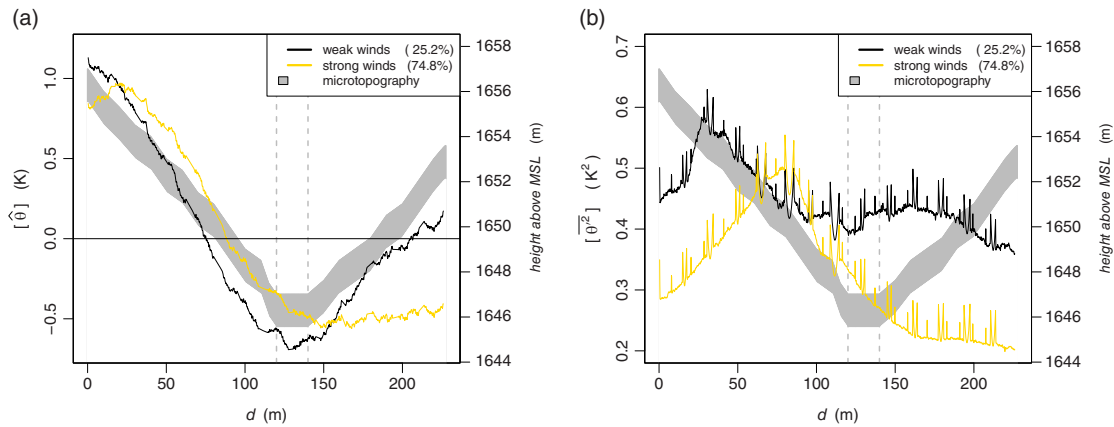 (a)
weak winds ( 25.2%)
strong winds (74.8%)
microtopography
1.0
0.5
0.0
−0.5
[ θ̂ ] (K)
1658
1656
1654
1652
1650
1648
1646
1644
height above MSL (m)
0 50 100 150 200
d (m)
(b)
weak winds ( 25.2%)
strong winds (74.8%)
microtopography
0.7
0.6
0.5
0.4
0.3
0.2
[ θ′² ] (K²)
1658
1656
1654
1652
1650
1648
1646
1644
height above MSL (m)
0 50 100 150 200
d (m)